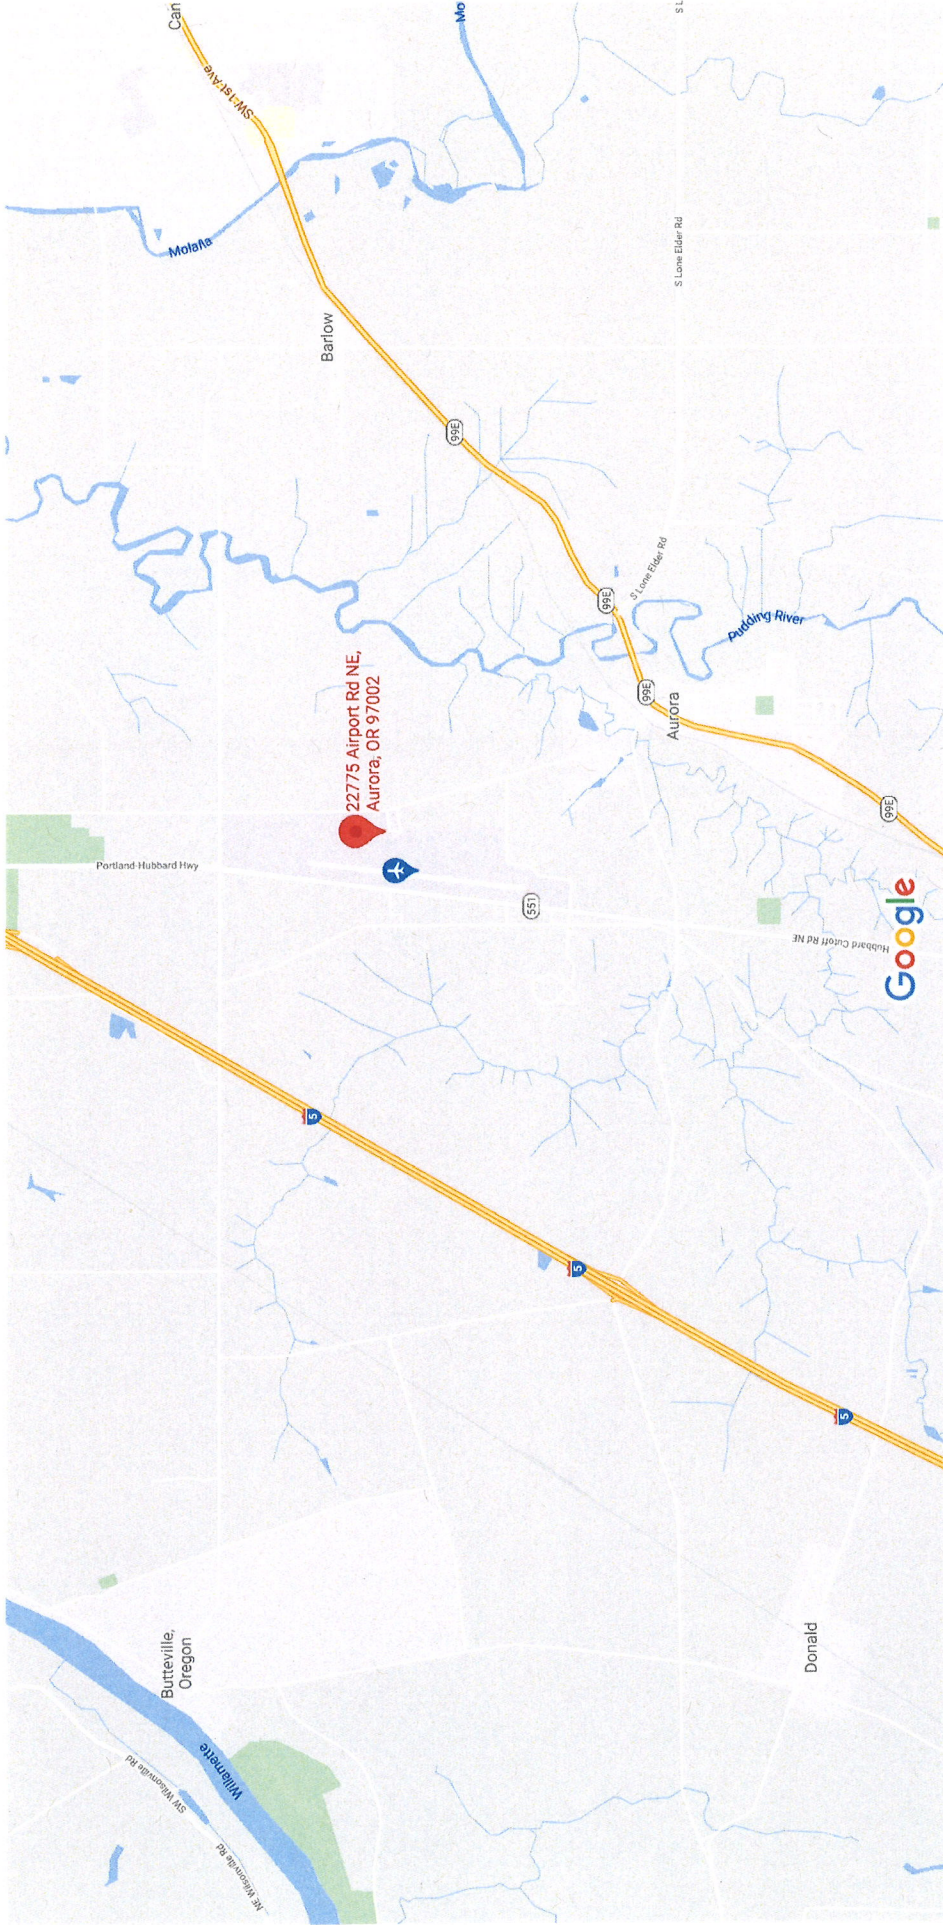 Can
SW 1st Ave
Mo
S L
Molalla
S Lone Elder Rd
Barlow
99E
S Lone Elder Rd
99E
Pudding River
22775 Airport Rd NE,
Aurora, OR 97002
99E
Aurora
99E
Portland-Hubbard Hwy
551
Hubbard Cutoff Rd NE
Google
5
5
5
Butteville,
Oregon
Donald
Willamette
SW Wilsonville Rd
NE Wilsonville Rd